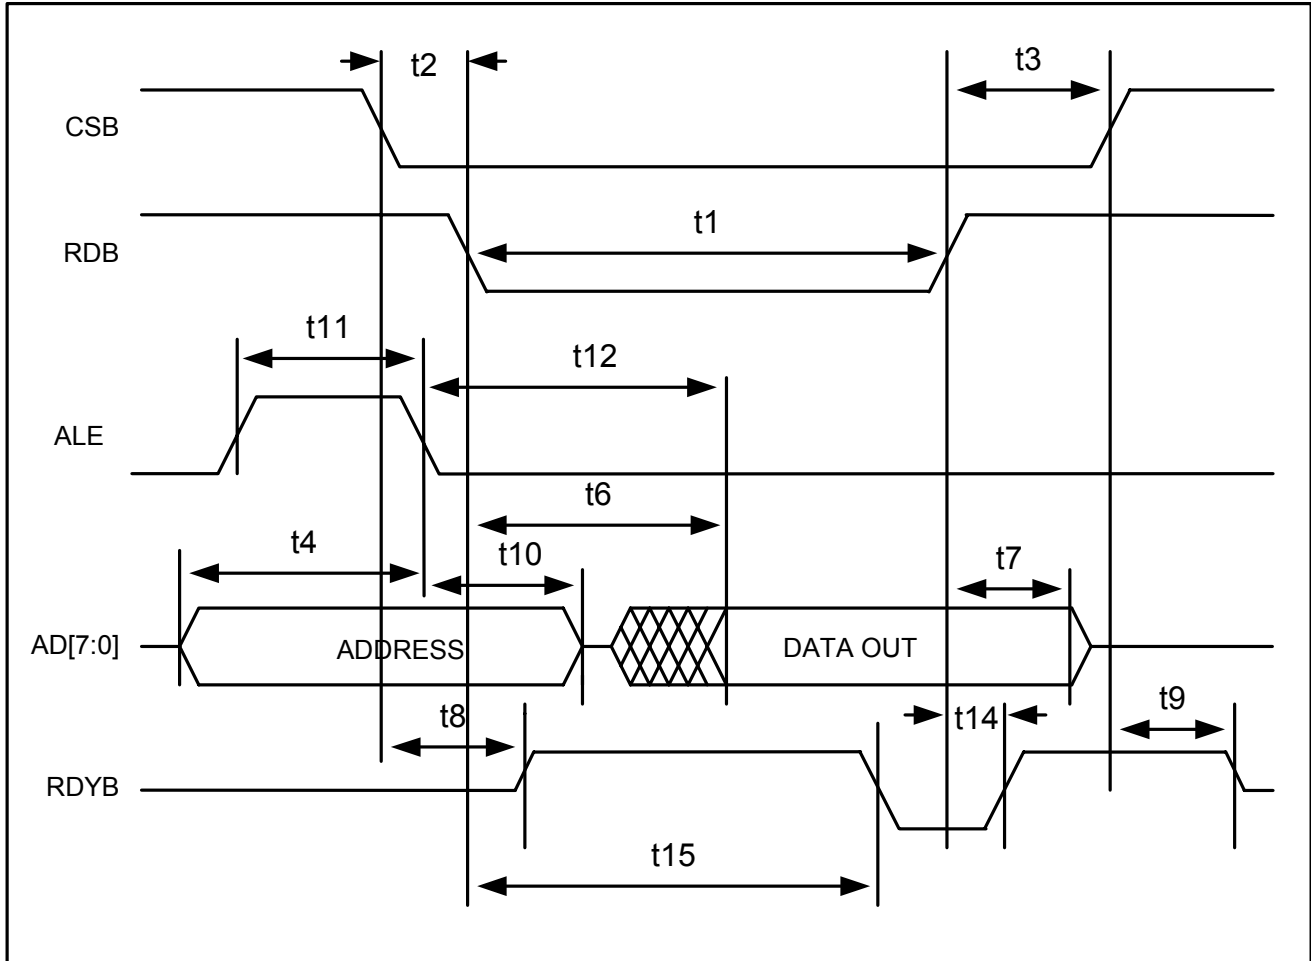 t2
t3
CSB
t1
RDB
t11
t12
ALE
t6
t4
t10
t7
AD[7:0]
ADDRESS
DATA OUT
t8
t14
t9
RDYB
t15